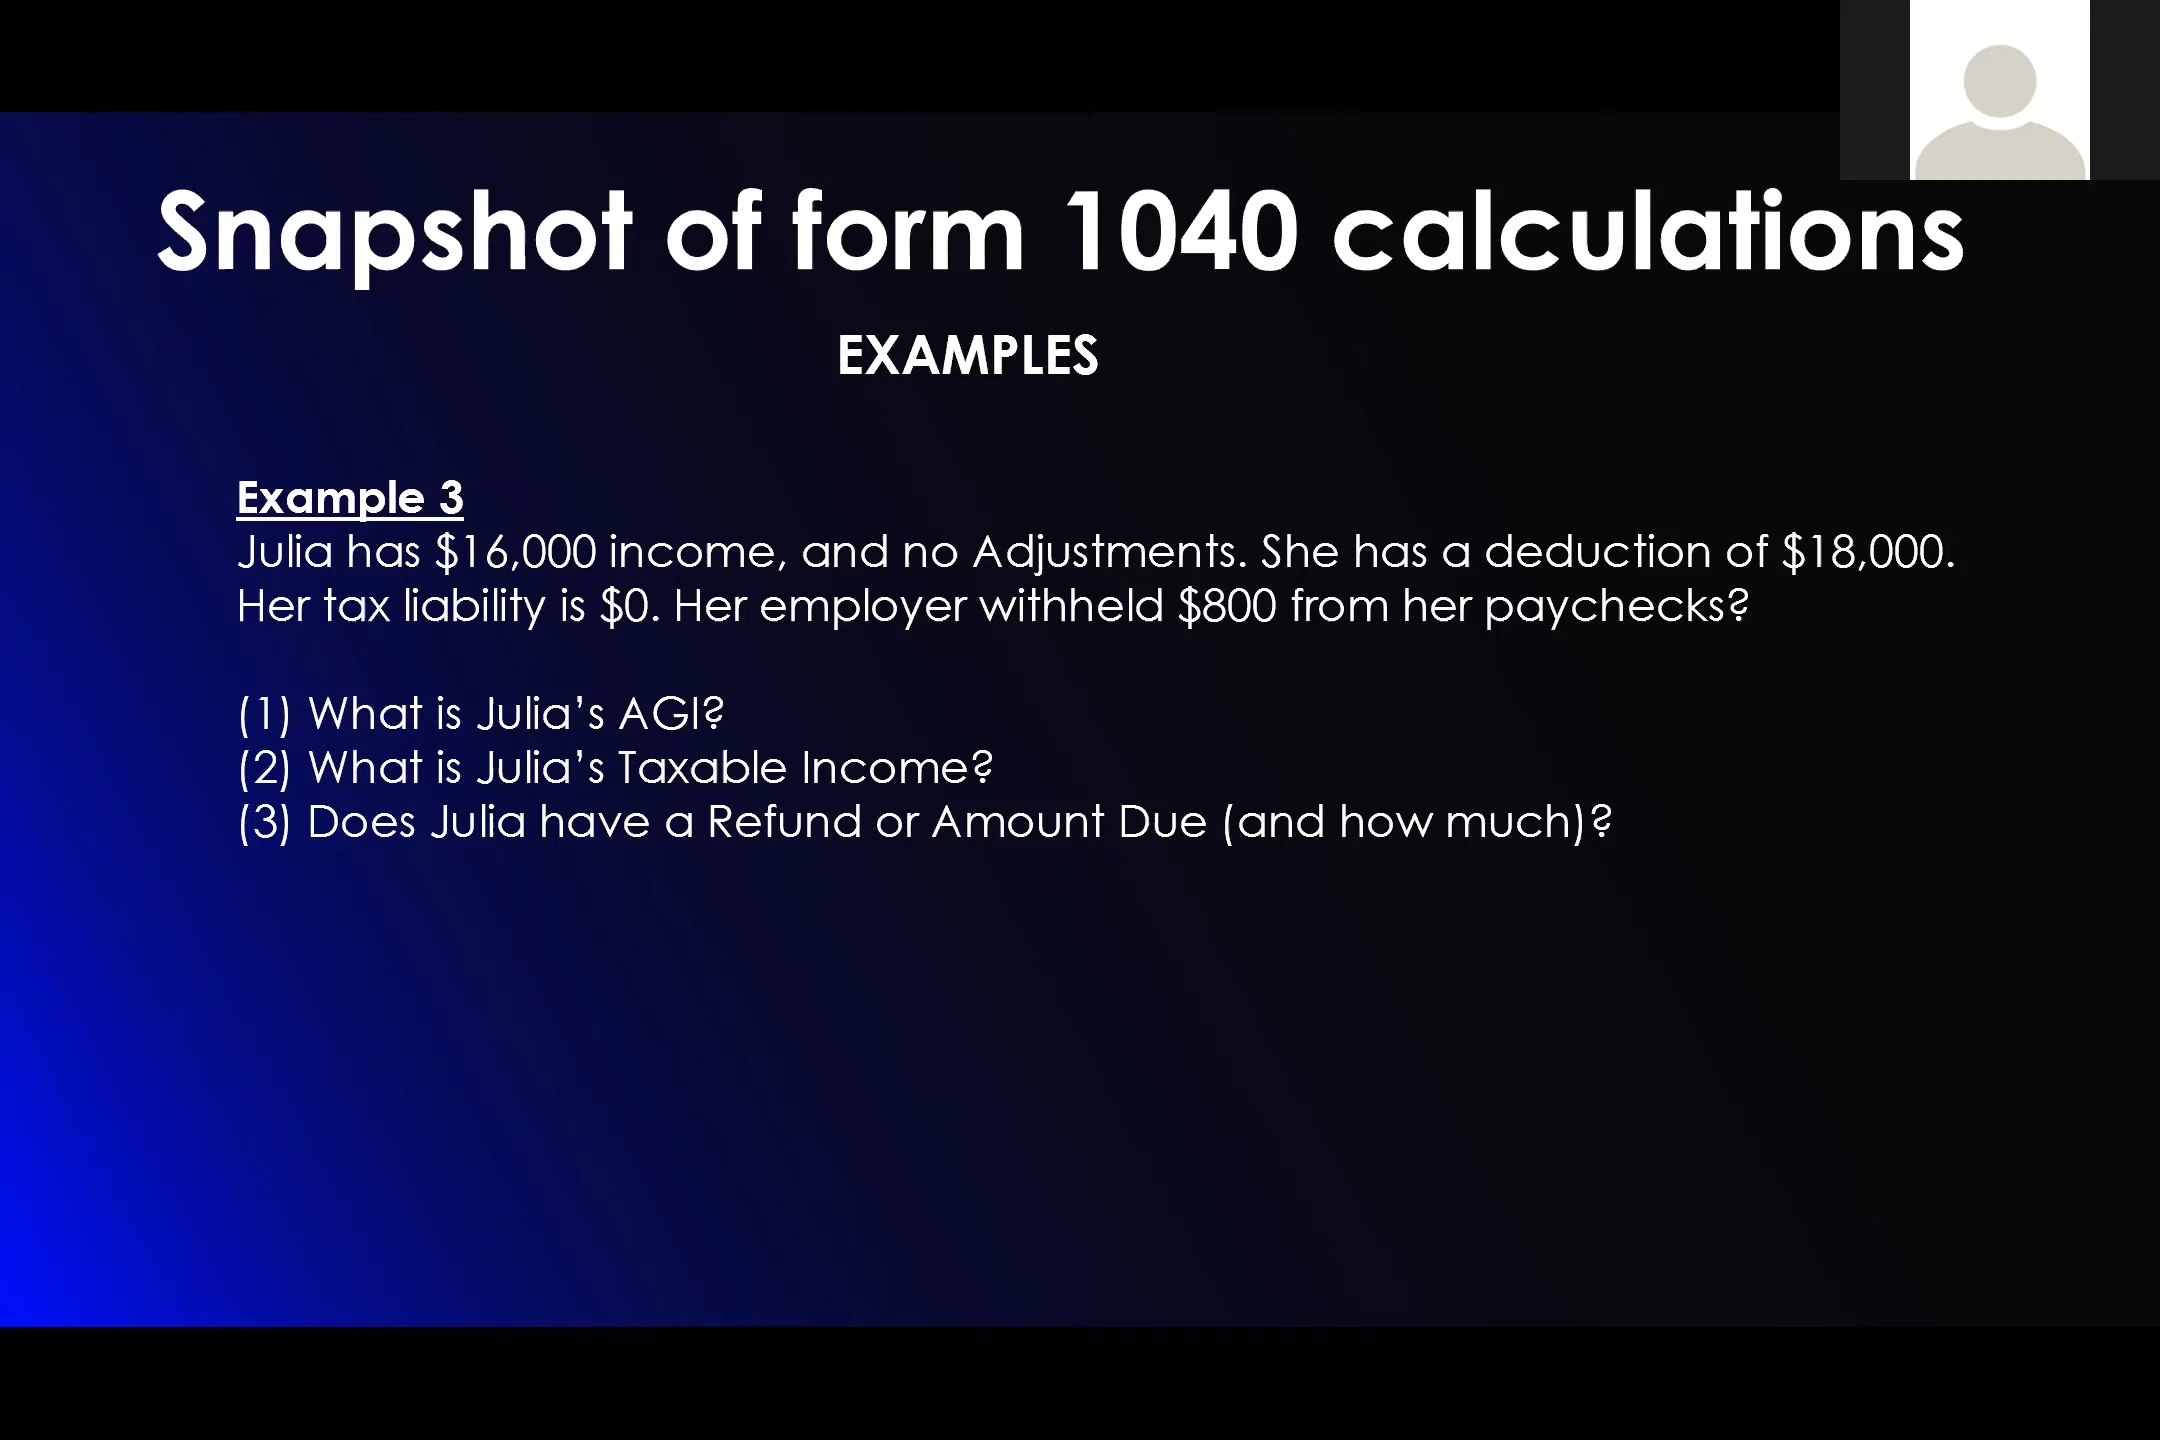 Snapshot of form 1040 calculations
EXAMPLES
Example 3
Julia has $16,000 income, and no Adjustments. She has a deduction of $18,000.
Her tax liability is $0. Her employer withheld $800 from her paychecks?
(1) What is Julia’s AGI?
(2) What is Julia’s Taxable Income?
(3) Does Julia have a Refund or Amount Due (and how much)?